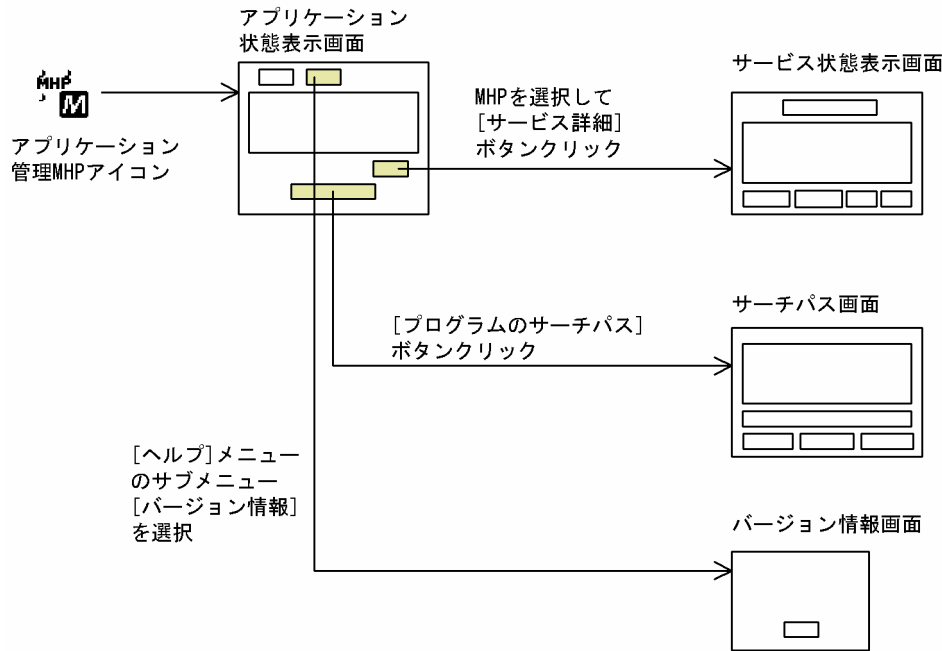 アプリケーション
状態表示画面
MHP
M
アプリケーション
管理MHPアイコン
MHPを選択して
[サービス詳細]
ボタンクリック
サービス状態表示画面
[プログラムのサーチパス]
ボタンクリック
サーチパス画面
[ヘルプ]メニュー
のサブメニュー
[バージョン情報]
を選択
バージョン情報画面